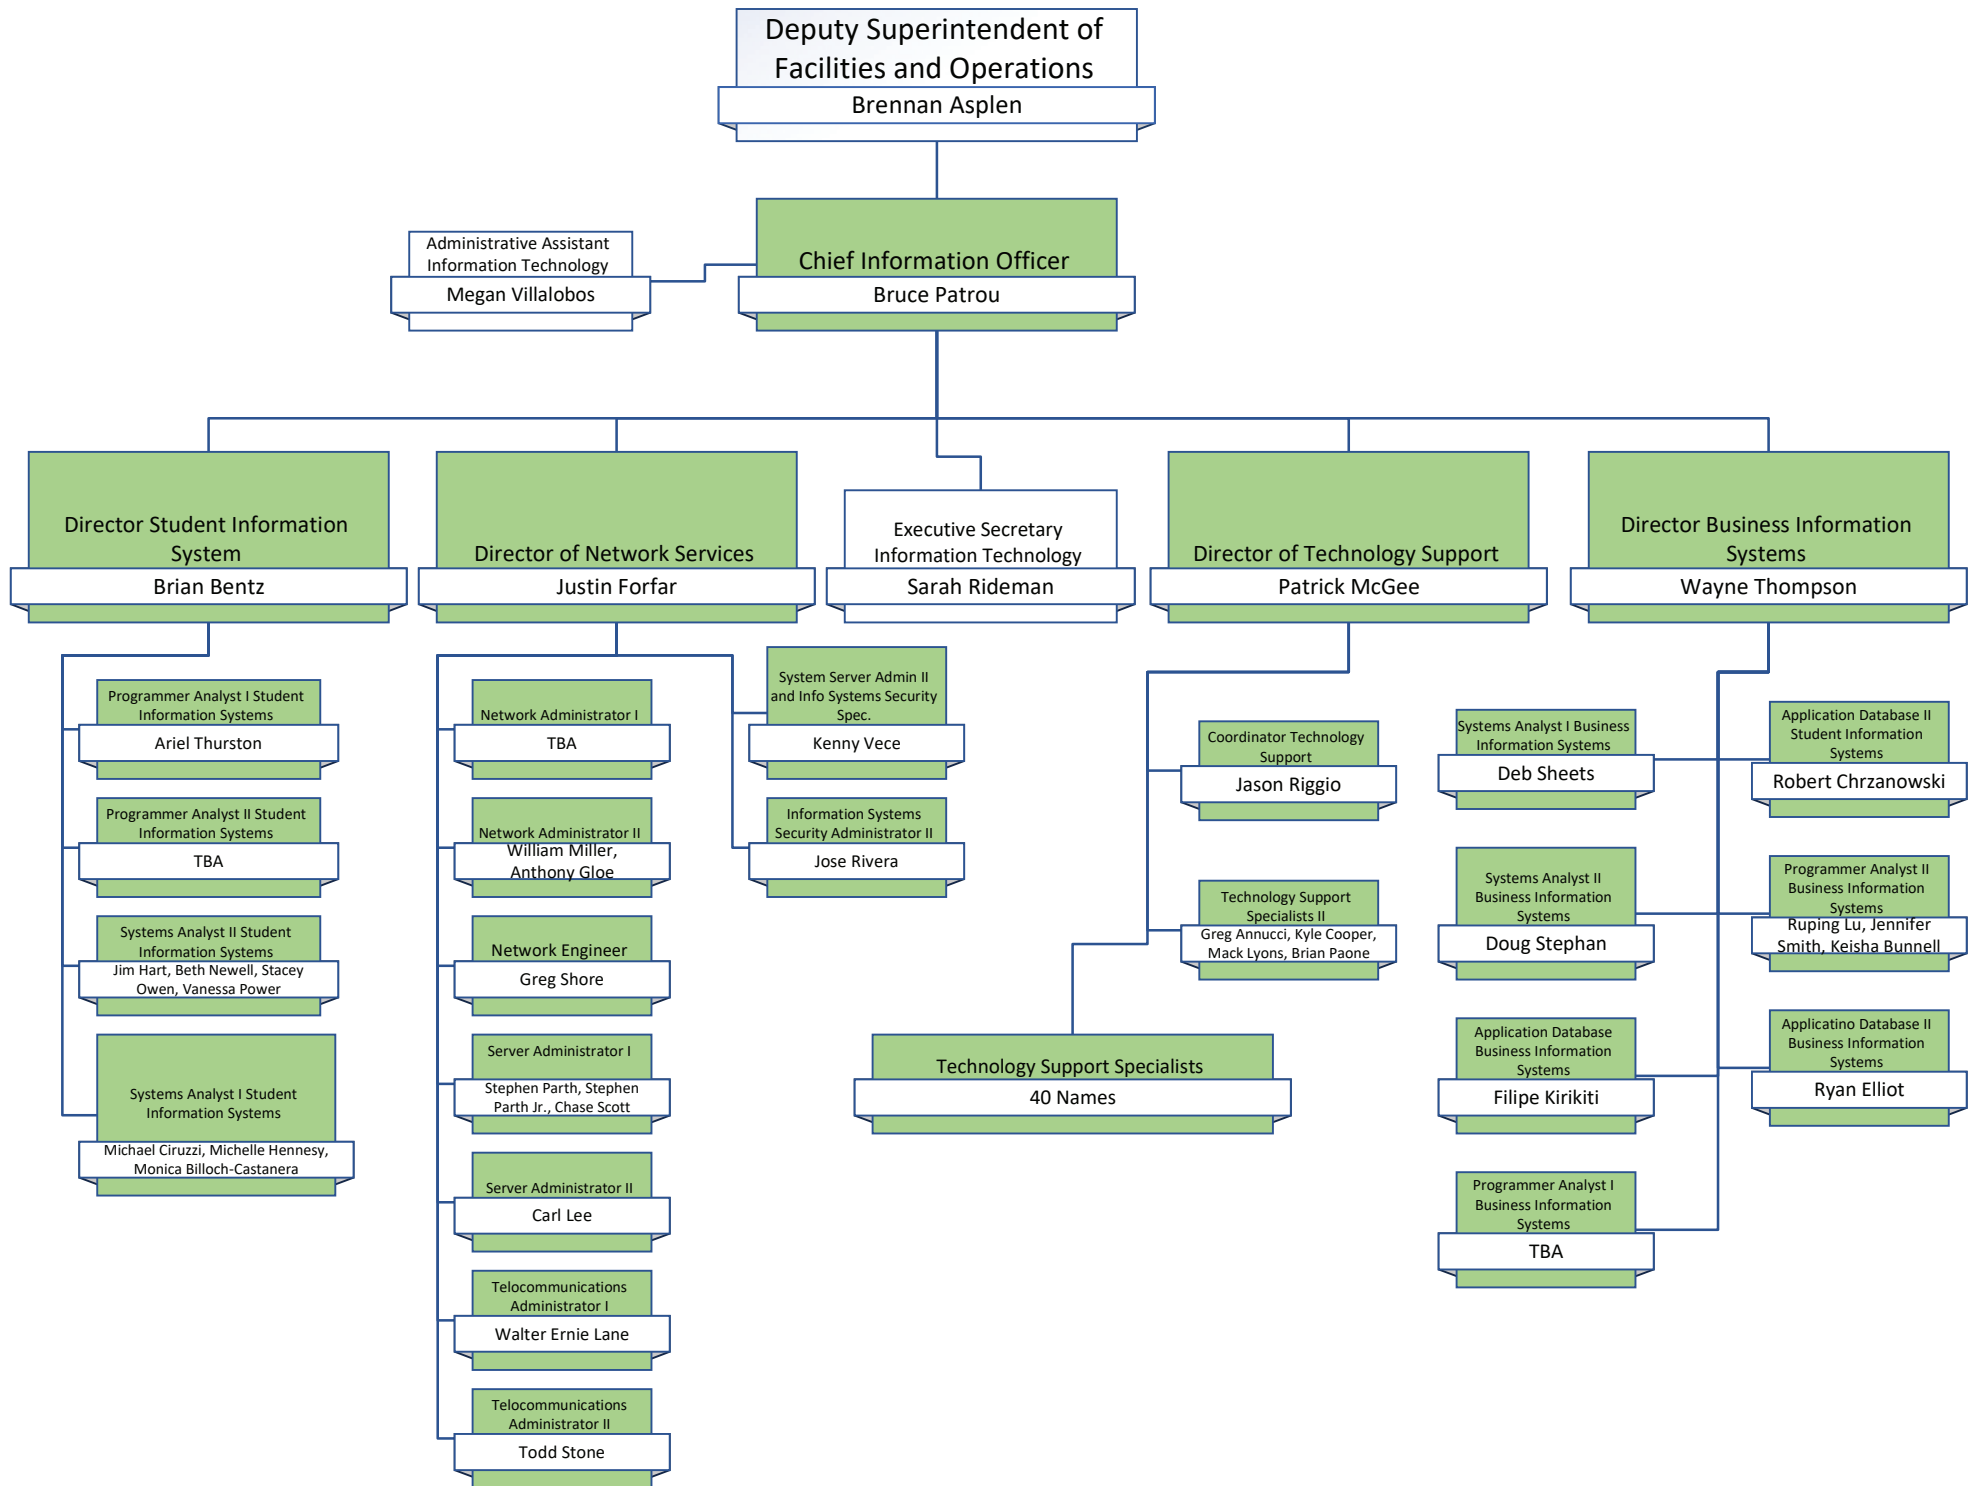 Deputy Superintendent of
Facilities and Operations
Brennan Asplen
Administrative Assistant
Information Technology
Megan Villalobos
Chief Information Officer
Bruce Patrou
Director Student Information
System
Brian Bentz
Director of Network Services
Justin Forfar
Executive Secretary
Information Technology
Sarah Rideman
Director of Technology Support
Patrick McGee
Director Business Information
Systems
Wayne Thompson
Programmer Analyst I Student
Information Systems
Ariel Thurston
Programmer Analyst II Student
Information Systems
TBA
Systems Analyst II Student
Information Systems
Jim Hart, Beth Newell, Stacey
Owen, Vanessa Power
Systems Analyst I Student
Information Systems
Michael Ciruzzi, Michelle Hennesy,
Monica Billoch-Castanera
Network Administrator I
TBA
Network Administrator II
William Miller,
Anthony Gloe
Network Engineer
Greg Shore
Server Administrator I
Stephen Parth, Stephen
Parth Jr., Chase Scott
Server Administrator II
Carl Lee
Telocommunications
Administrator I
Walter Ernie Lane
Telocommunications
Administrator II
Todd Stone
System Server Admin II
and Info Systems Security
Spec.
Kenny Vece
Information Systems
Security Administrator II
Jose Rivera
Coordinator Technology
Support
Jason Riggio
Technology Support
Specialists II
Greg Annucci, Kyle Cooper,
Mack Lyons, Brian Paone
Technology Support Specialists
40 Names
Systems Analyst I Business
Information Systems
Deb Sheets
Systems Analyst II
Business Information
Systems
Doug Stephan
Application Database
Business Information
Systems
Filipe Kirikiti
Programmer Analyst I
Business Information
Systems
TBA
Application Database II
Student Information
Systems
Robert Chrzanowski
Programmer Analyst II
Business Information
Systems
Ruping Lu, Jennifer
Smith, Keisha Bunnell
Applicatino Database II
Business Information
Systems
Ryan Elliot